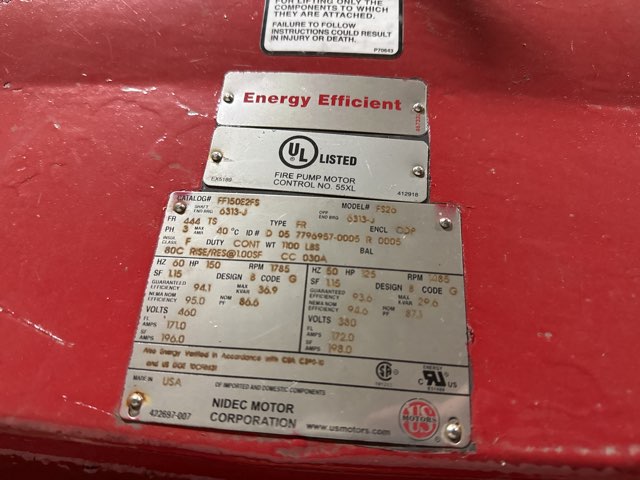 FOR LIFTING ONLY THE
COMPONENTS TO WHICH
THEY ARE ATTACHED.
FAILURE TO FOLLOW
INSTRUCTIONS COULD RESULT
IN INJURY OR DEATH.
P70643
Energy Efficient
UL LISTED
FIRE PUMP MOTOR
CONTROL NO. 55XL
EX5189
412918
CATALOG# FF150E2FS MODEL# FS26
SHAFT END BRG 6313-J OPP END BRG 6313-J
FR 444 TS TYPE FR ENCL ODP
PH 3 MAX AMB 40°C ID# D 05 7796957-0005 R 0005
INSUL CLASS F DUTY CONT WT 1100 LBS BAL
80C RISE/RES@1.00SF CC 030A
HZ 60 HP 150 RPM 1785
SF 1.15 DESIGN B CODE G
GUARANTEED EFFICIENCY 94.1 MAX KVAR 36.9
NEMA NOM EFFICIENCY 95.0 NOM PF 86.6
VOLTS 460
FL AMPS 171.0
SF AMPS 196.0
HZ 50 HP 125 RPM 1485
SF 1.15 DESIGN B CODE G
GUARANTEED EFFICIENCY 93.6 MAX KVAR 29.6
NEMA NOM EFFICIENCY 94.6 NOM PF 87.1
VOLTS 380
FL AMPS 172.0
SF AMPS 198.0
Also Energy Verified in Accordance with CSA C390-10
and US DOE 10CFR431
MADE IN USA
OF IMPORTED AND DOMESTIC COMPONENTS
ENERGY
C UR US
422697-007
NIDEC MOTOR
CORPORATION
www.usmotors.com
US MOTORS